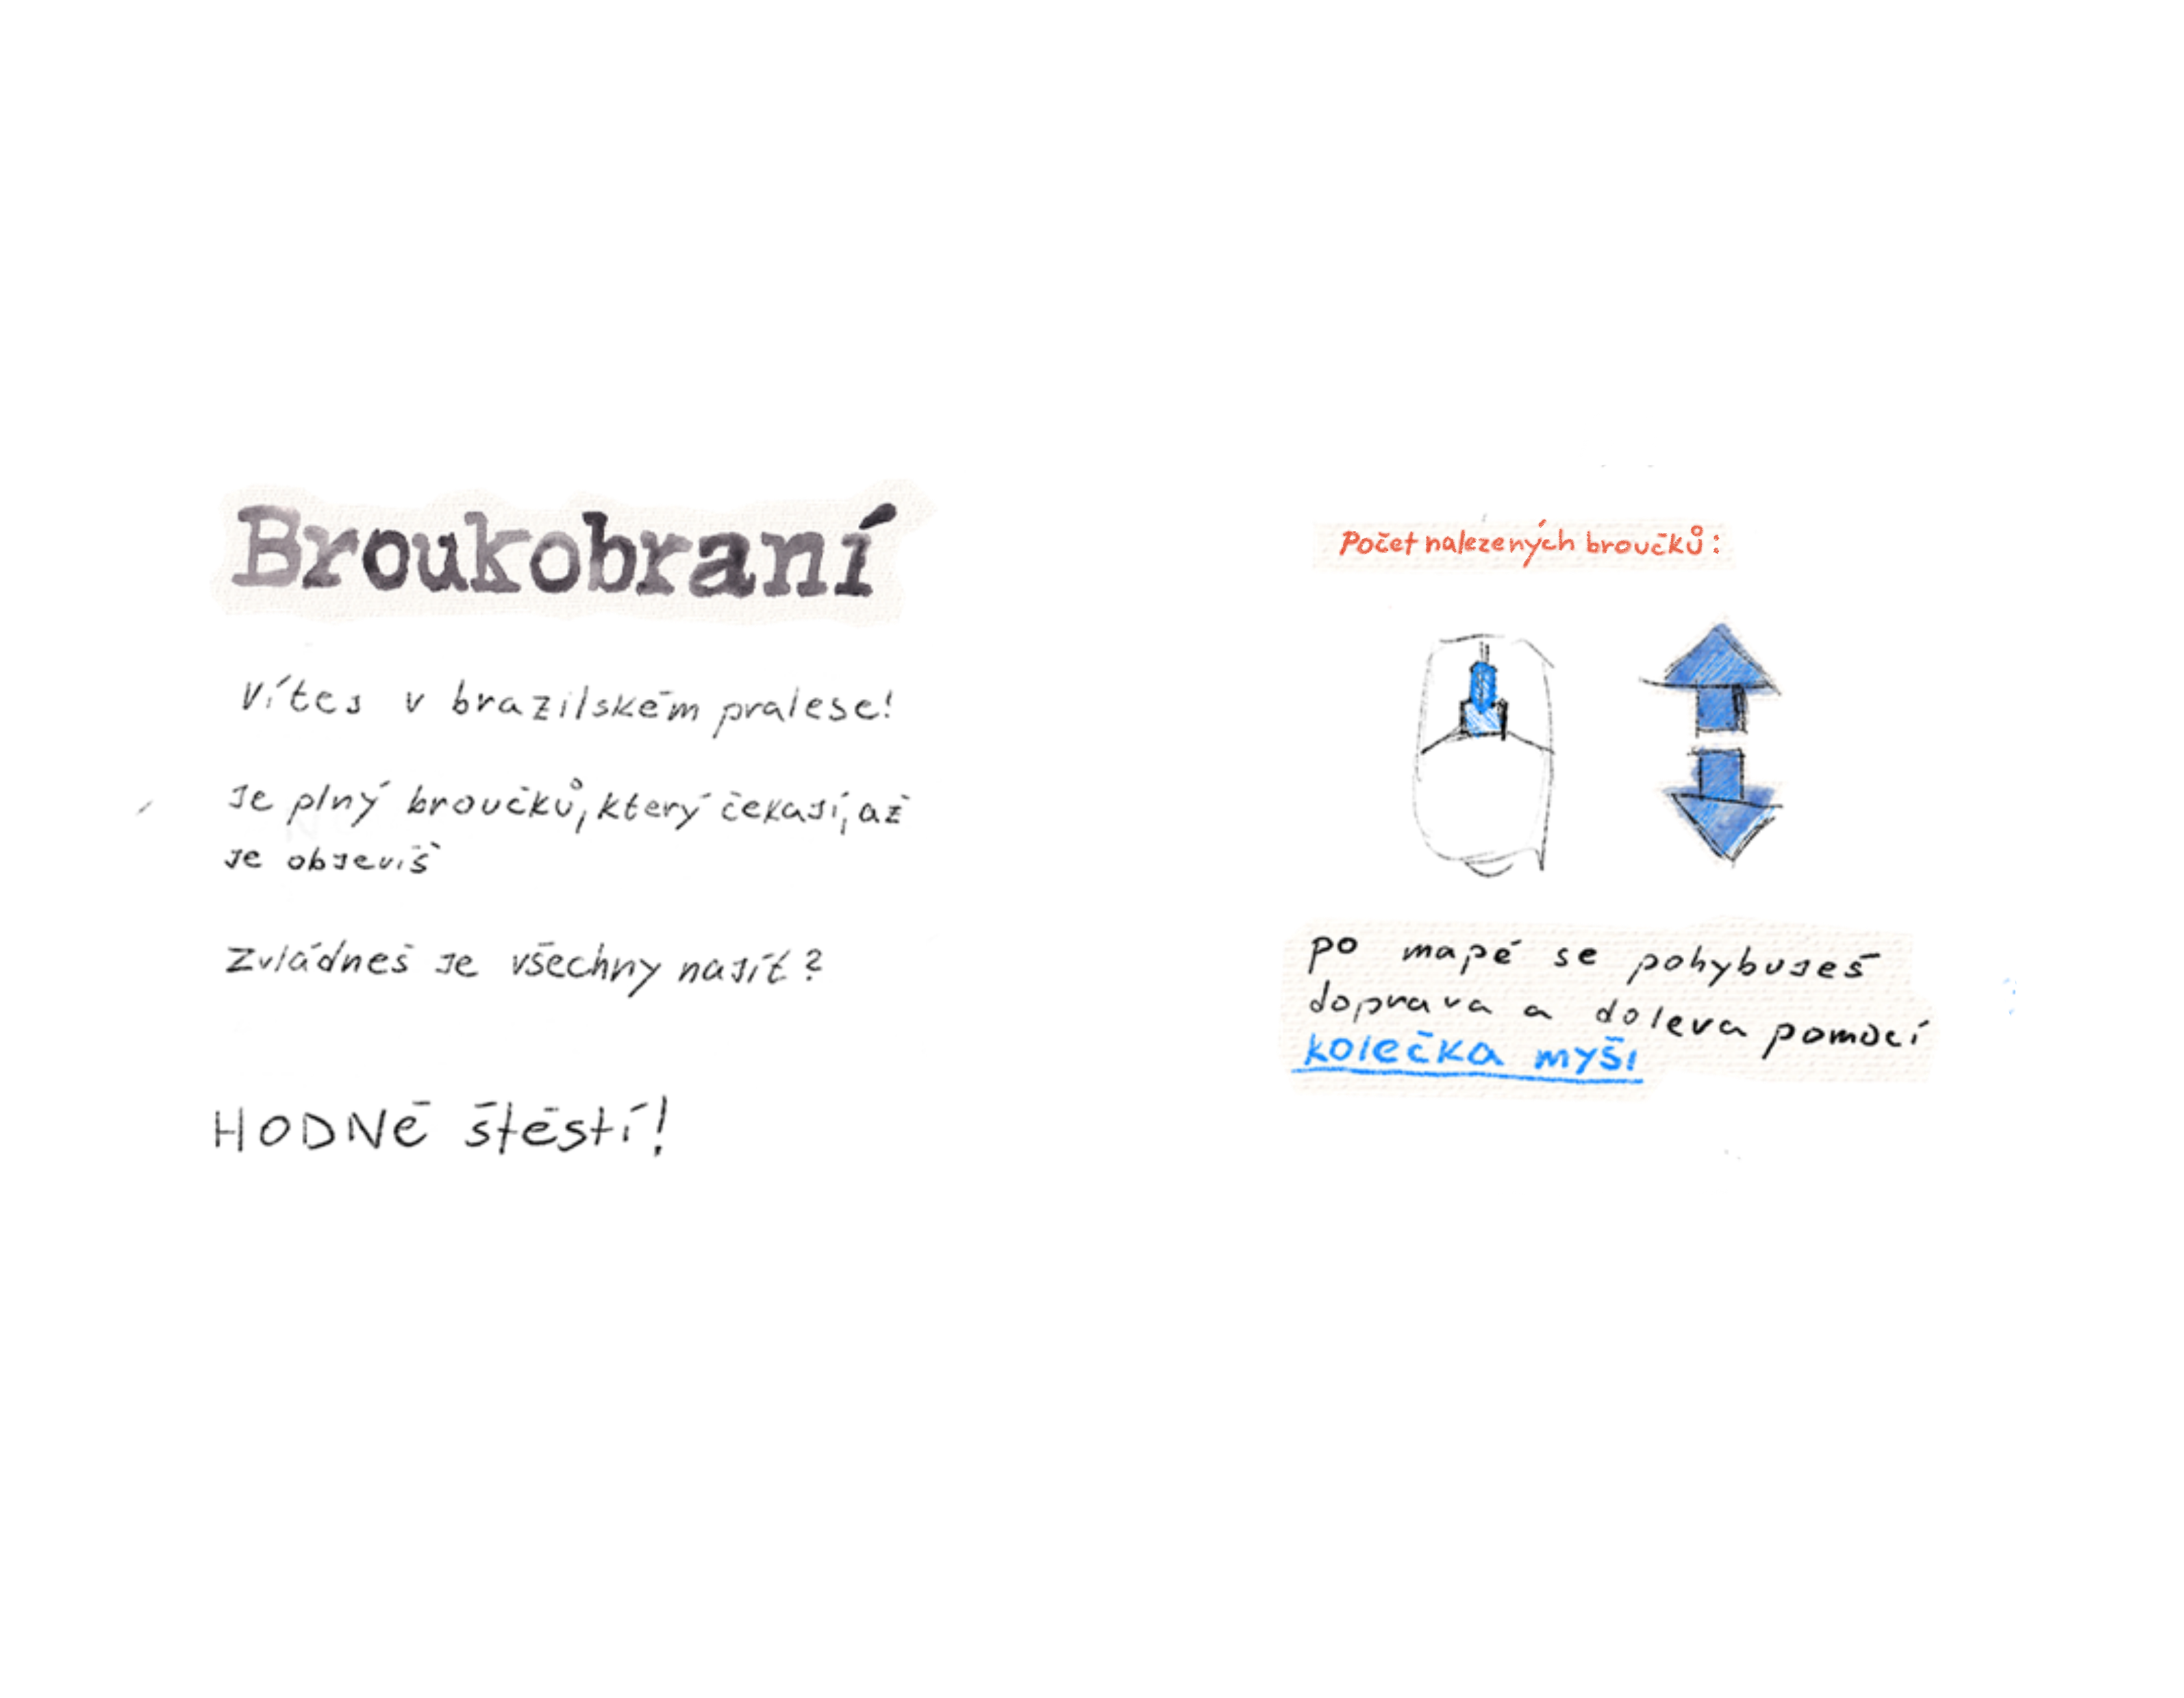 Broukobraní
Vítej v brazilském pralese!
Je plný broučků, který čekají, až
je objevíš
Zvládneš je všechny najít?
HODNĚ štěstí!
Počet nalezených broučků:
po mapě se pohybuješ
doprava a doleva pomocí
kolečka myši